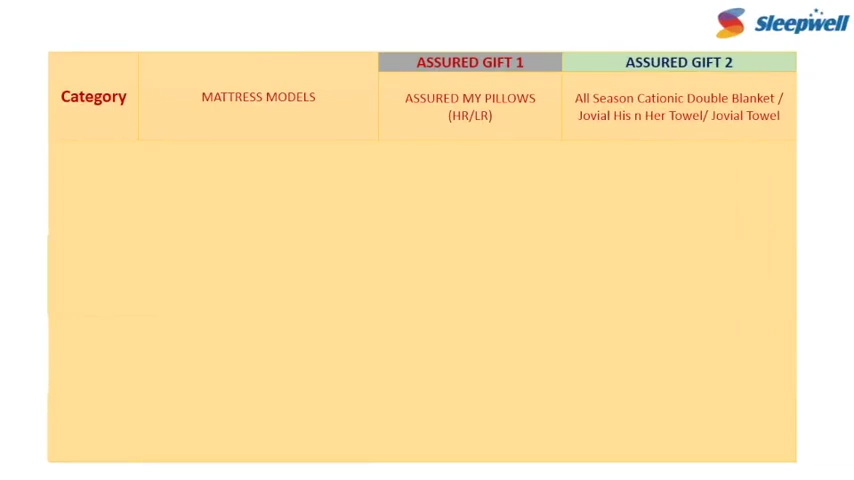 Sleepwell
ASSURED GIFT 1
ASSURED GIFT 2
Category
MATTRESS MODELS
ASSURED MY PILLOWS
(HR/LR)
All Season Cationic Double Blanket /
Jovial His n Her Towel/ Jovial Towel